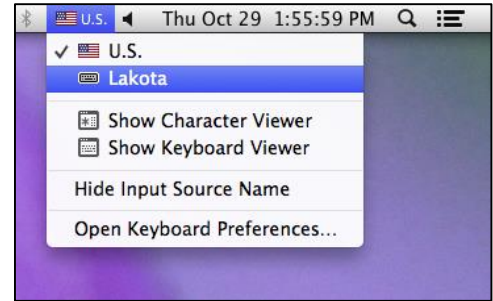 U.S. Thu Oct 29 1:55:59 PM
U.S.
Lakota
Show Character Viewer
Show Keyboard Viewer
Hide Input Source Name
Open Keyboard Preferences...